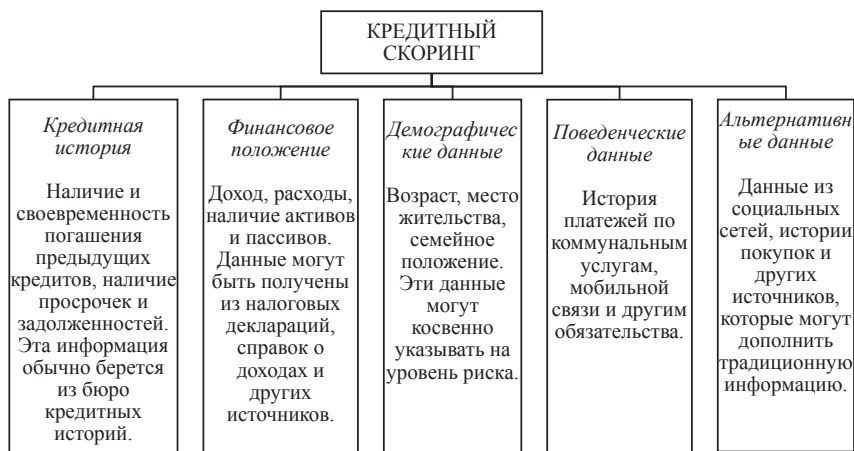 КРЕДИТНЫЙ
СКОРИНГ
Кредитная
история
Наличие и
своевременность
погашения
предыдущих
кредитов, наличие
просрочек и
задолженностей.
Эта информация
обычно берется
из бюро
кредитных
историй.
Финансовое
положение
Доход, расходы,
наличие активов
и пассивов.
Данные могут
быть получены
из налоговых
деклараций,
справок о
доходах и
других
источников.
Демографичес
кие данные
Возраст, место
жительства,
семейное
положение.
Эти данные
могут
косвенно
указывать на
уровень риска.
Поведенческие
данные
История
платежей по
коммунальным
услугам,
мобильной
связи и другим
обязательства.
Альтернативн
ые данные
Данные из
социальных
сетей, истории
покупок и
других
источников,
которые могут
дополнить
традиционную
информацию.